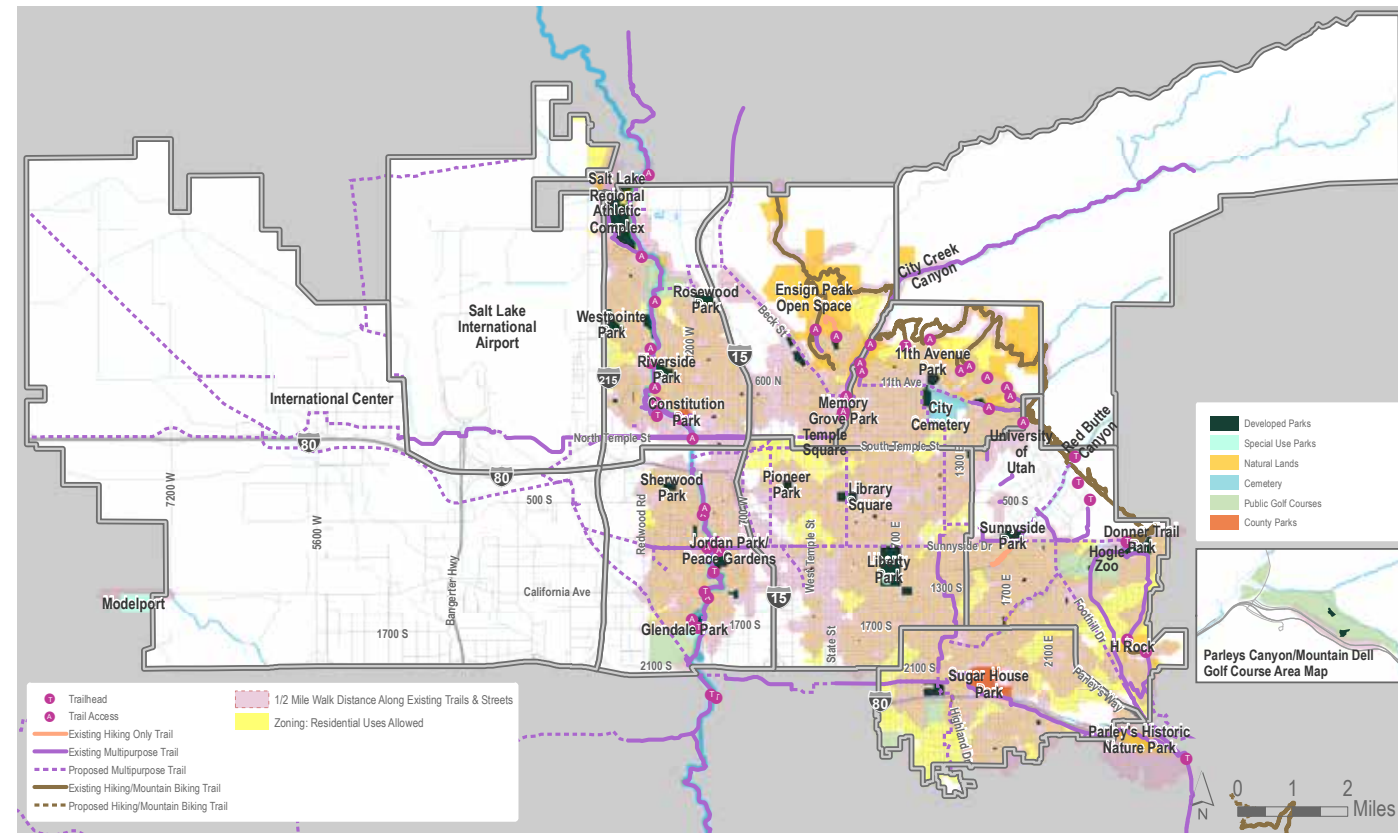 Salt Lake
Regional
Athletic
Complex
City Creek
Canyon
Rosewood
Park
Ensign Peak
Open Space
Salt Lake
International
Airport
Westpointe
Park
Beck St
15
11th Avenue
Park
Riverside
Park
215
600 N
11th Ave
International Center
Constitution
Park
Memory
Grove Park
Temple
Square
City
Cemetery
University
of
Utah
Red Butte
Canyon
80
North Temple St
South Temple St
1300 E
80
500 S
Sherwood
Park
Pioneer
Park
Library
Square
500 S
7200 W
5600 W
Redwood Rd
700 W
700 E
Sunnyside
Park
Donner Trail
Park
Jordan Park/
Peace Gardens
Sunnyside Dr
Hogle
Zoo
West Temple St
Liberty
Park
Bangerter Hwy
California Ave
15
1300 S
1700 E
Modelport
1700 S
Glendale Park
1700 S
State St
1700 S
Foothill Dr
2100 E
H Rock
2100 S
2100 S
Sugar House
Park
Parley's Way
80
Highland Dr
Parley's Historic
Nature Park
Developed Parks
Special Use Parks
Natural Lands
Cemetery
Public Golf Courses
County Parks
Parleys Canyon/Mountain Dell
Golf Course Area Map
T Trailhead
A Trail Access
Existing Hiking Only Trail
Existing Multipurpose Trail
Proposed Multipurpose Trail
Existing Hiking/Mountain Biking Trail
Proposed Hiking/Mountain Biking Trail
1/2 Mile Walk Distance Along Existing Trails & Streets
Zoning: Residential Uses Allowed
N
0 1 2
Miles